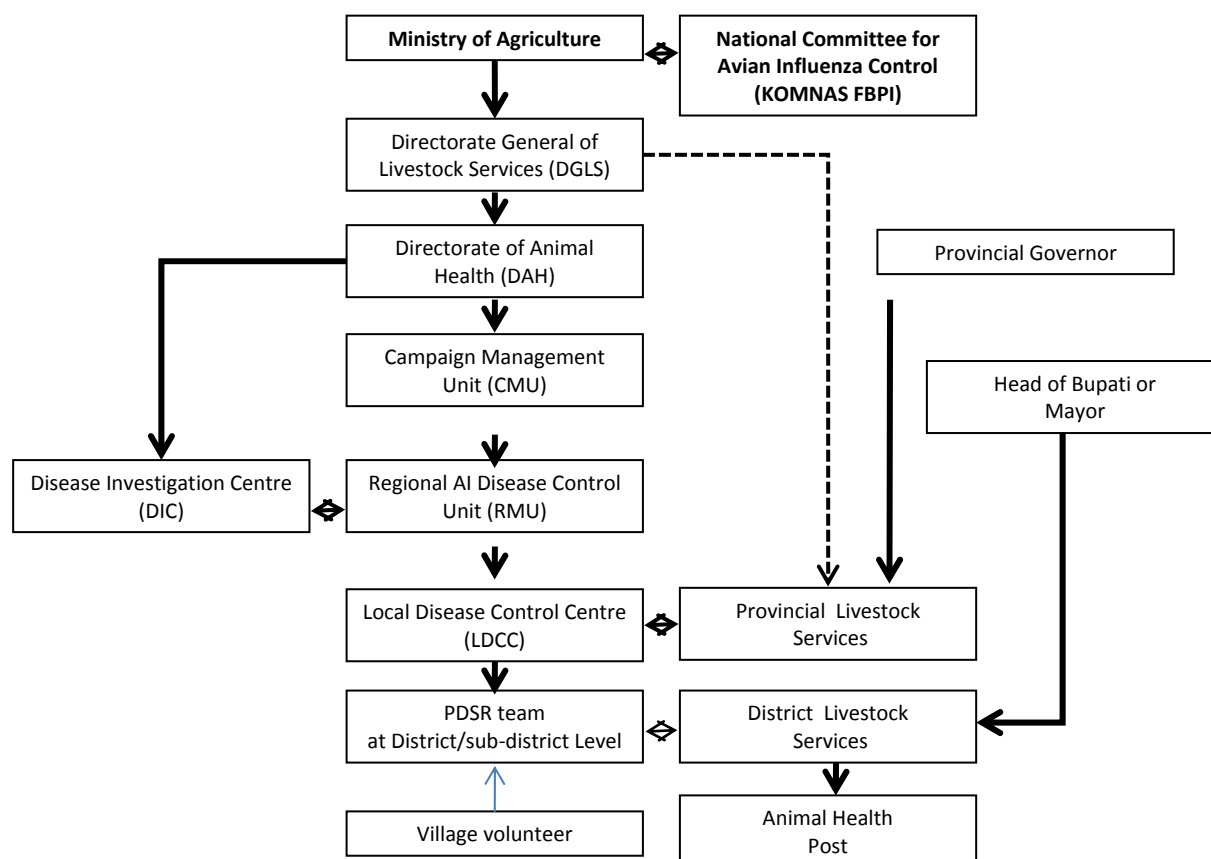 Ministry of Agriculture
National Committee for
Avian Influenza Control
(KOMNAS FBPI)
Directorate General of
Livestock Services (DGLS)
Directorate of Animal
Health (DAH)
Provincial Governor
Campaign Management
Unit (CMU)
Head of Bupati or
Mayor
Disease Investigation Centre
(DIC)
Regional AI Disease Control
Unit (RMU)
Local Disease Control Centre
(LDCC)
Provincial Livestock
Services
PDSR team
at District/sub-district Level
District Livestock
Services
Village volunteer
Animal Health
Post